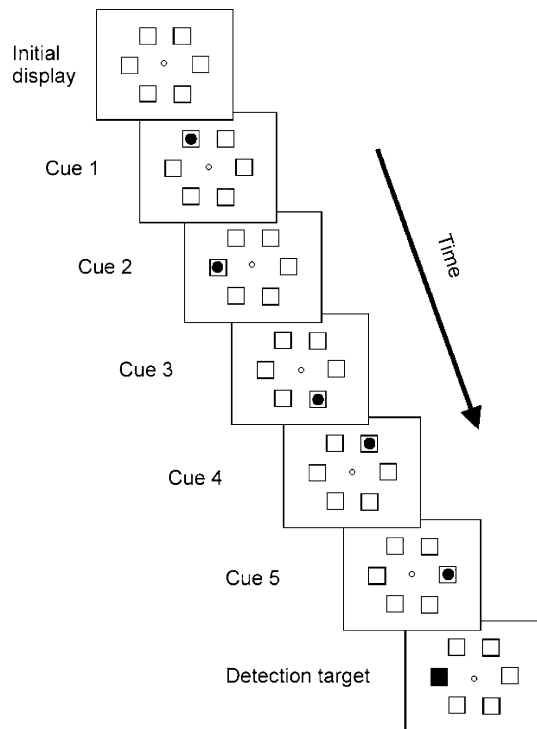 Initial
display
Cue 1
Cue 2
Time
Cue 3
Cue 4
Cue 5
Detection target